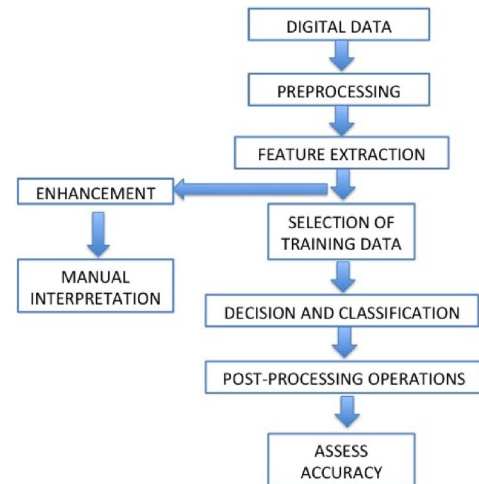 DIGITAL DATA
PREPROCESSING
FEATURE EXTRACTION
ENHANCEMENT
SELECTION OF
TRAINING DATA
MANUAL
INTERPRETATION
DECISION AND CLASSIFICATION
POST-PROCESSING OPERATIONS
ASSESS
ACCURACY